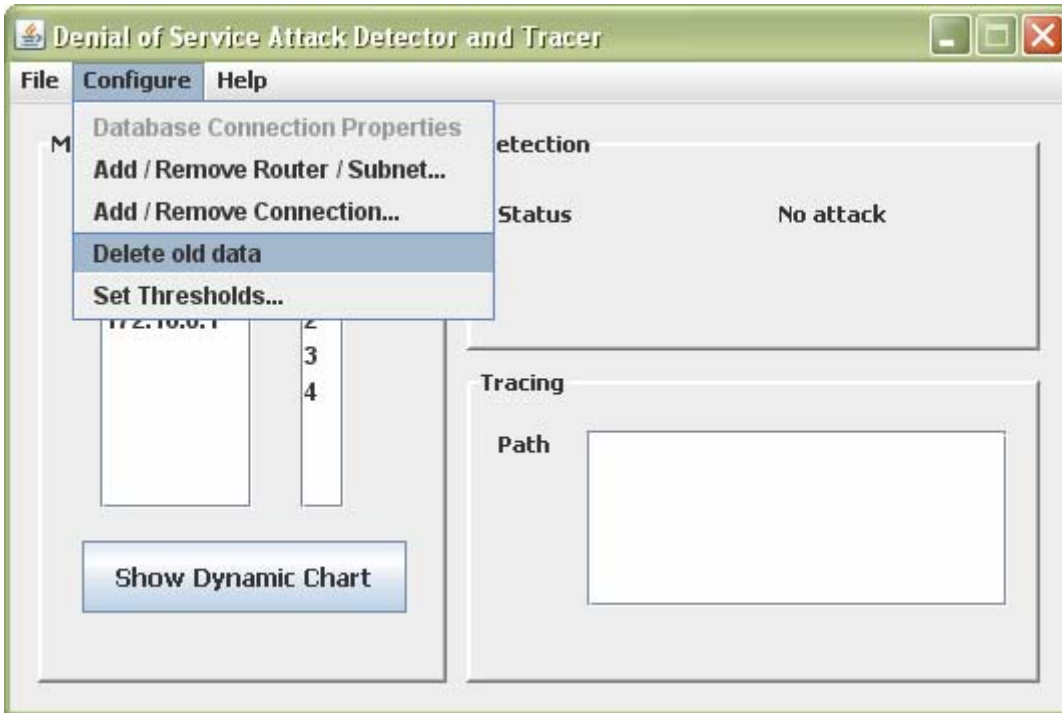 Denial of Service Attack Detector and Tracer
File Configure Help
Database Connection Properties
Add / Remove Router / Subnet...
Add / Remove Connection...
Delete old data
Set Thresholds...
etection
Status No attack
3
4
Tracing
Path
Show Dynamic Chart